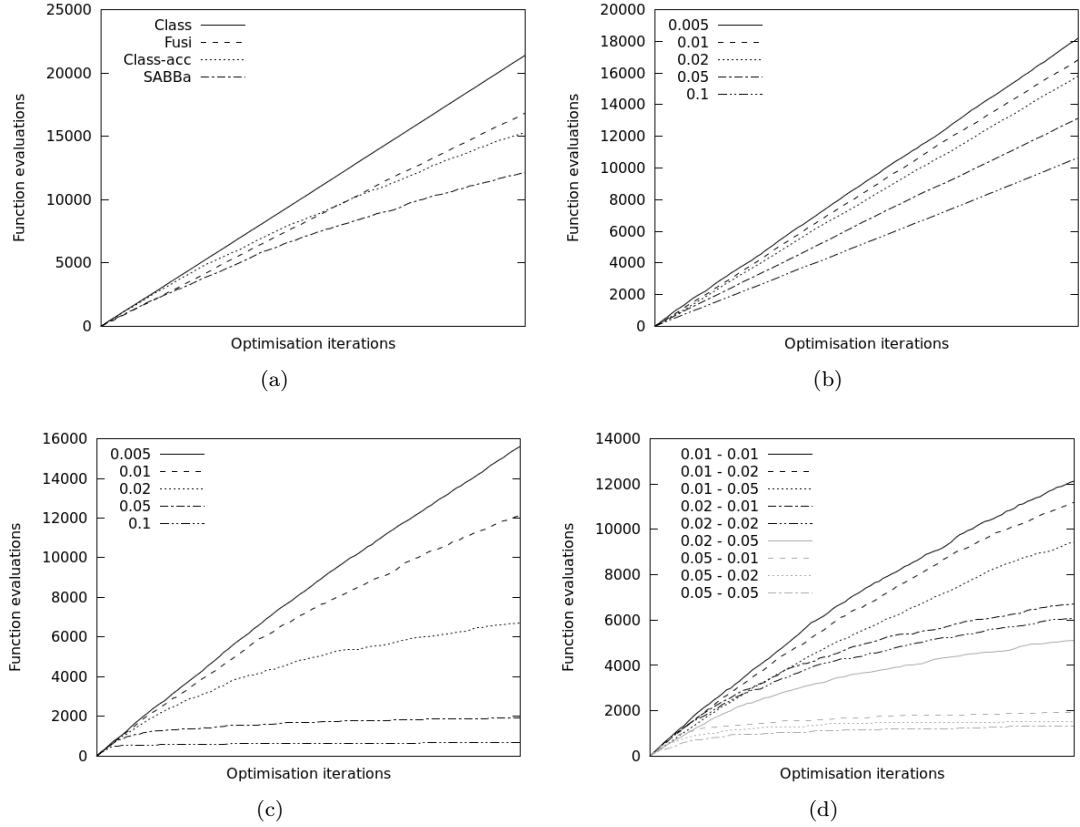 25000
20000
15000
10000
5000
0
Function evaluations
Class
Fusi
Class-acc
SABBa
Optimisation iterations
(a)
20000
18000
16000
14000
12000
10000
8000
6000
4000
2000
0
Function evaluations
0.005
0.01
0.02
0.05
0.1
Optimisation iterations
(b)
16000
14000
12000
10000
8000
6000
4000
2000
0
Function evaluations
0.005
0.01
0.02
0.05
0.1
Optimisation iterations
(c)
14000
12000
10000
8000
6000
4000
2000
0
Function evaluations
0.01 - 0.01
0.01 - 0.02
0.01 - 0.05
0.02 - 0.01
0.02 - 0.02
0.02 - 0.05
0.05 - 0.01
0.05 - 0.02
0.05 - 0.05
Optimisation iterations
(d)